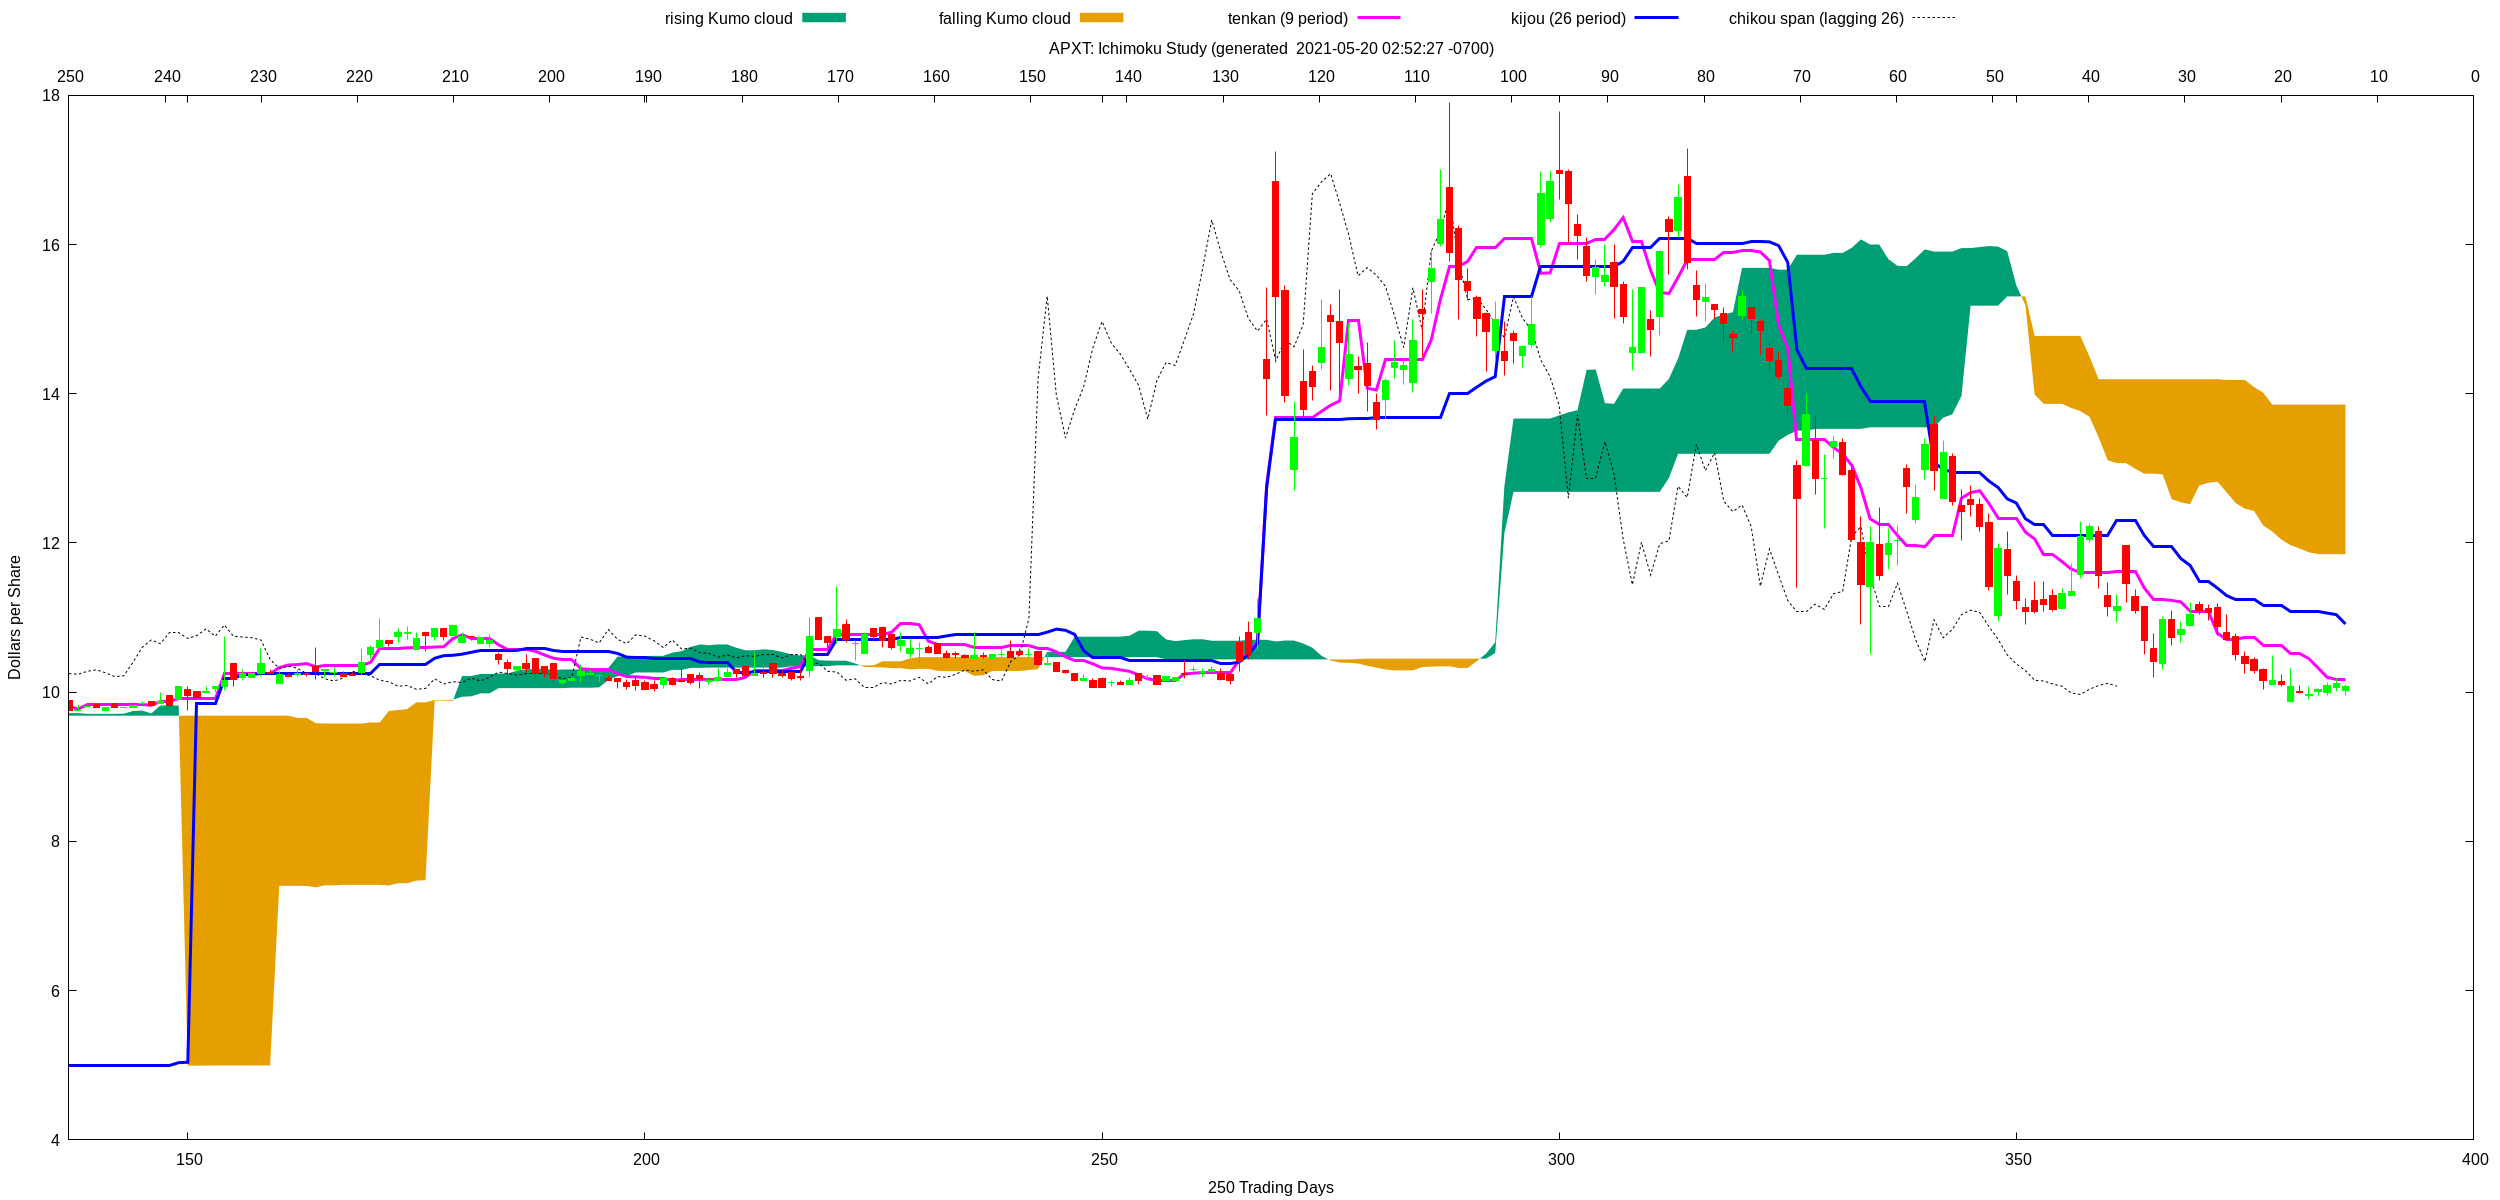 rising Kumo cloud falling Kumo cloud tenkan (9 period) kijou (26 period) chikou span (lagging 26)
APXT: Ichimoku Study (generated  2021-05-20 02:52:27 -0700)
250 240 230 220 210 200 190 180 170 160 150 140 130 120 110 100 90 80 70 60 50 40 30 20 10 0
18
16
14
12
10
8
6
4
Dollars per Share
150 200 250 300 350 400
250 Trading Days